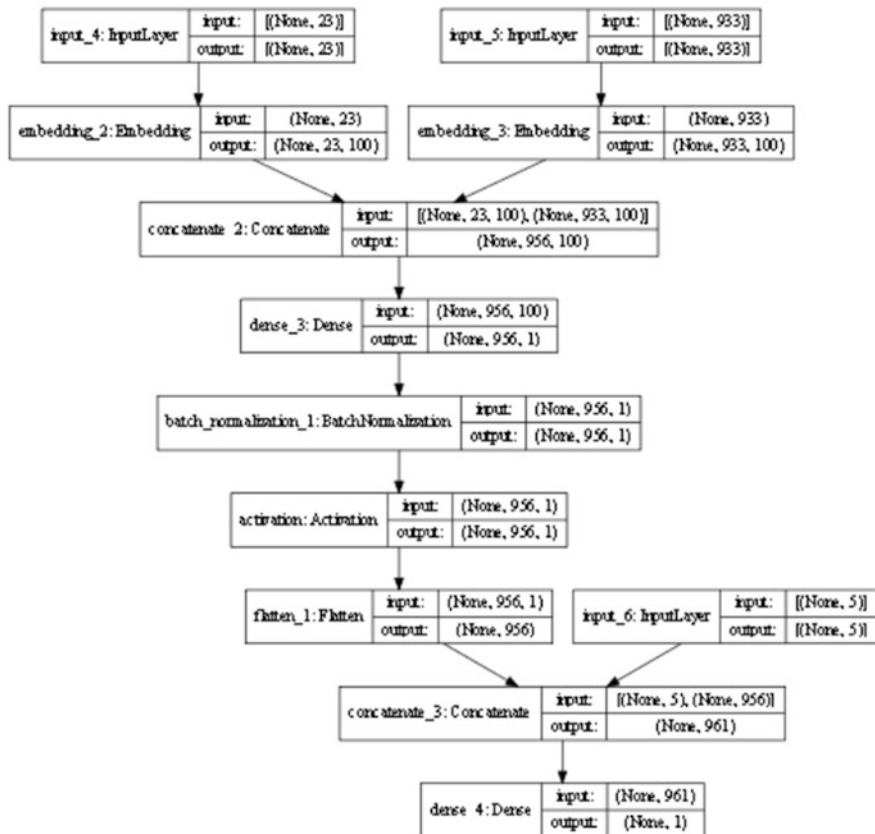 input_4: InputLayer input: [(None, 23)] output: [(None, 23)]
input_5: InputLayer input: [(None, 933)] output: [(None, 933)]
embedding_2: Embedding input: (None, 23) output: (None, 23, 100)
embedding_3: Embedding input: (None, 933) output: (None, 933, 100)
concatenate_2: Concatenate input: [(None, 23, 100), (None, 933, 100)] output: (None, 956, 100)
dense_3: Dense input: (None, 956, 100) output: (None, 956, 1)
batch_normalization_1: BatchNormalization input: (None, 956, 1) output: (None, 956, 1)
activation: Activation input: (None, 956, 1) output: (None, 956, 1)
flatten_1: Flatten input: (None, 956, 1) output: (None, 956)
input_6: InputLayer input: [(None, 5)] output: [(None, 5)]
concatenate_3: Concatenate input: [(None, 5), (None, 956)] output: (None, 961)
dense_4: Dense input: (None, 961) output: (None, 1)